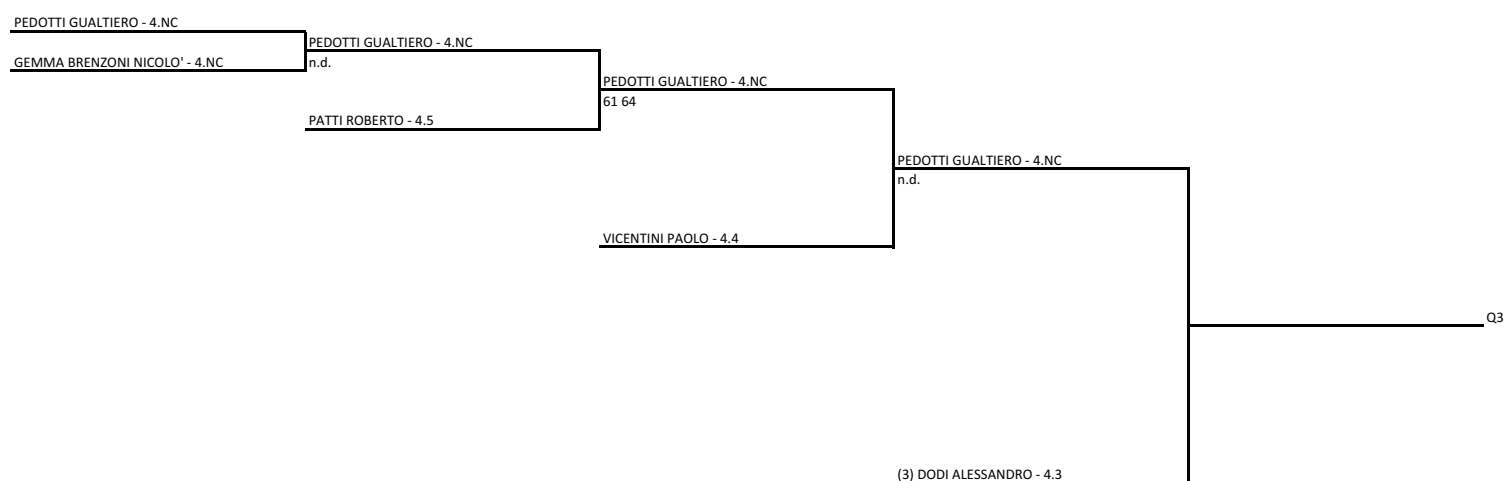 PEDOTTI GUALTIERO - 4.NC
PEDOTTI GUALTIERO - 4.NC
GEMMA BRENZONI NICOLO' - 4.NC
n.d.
PEDOTTI GUALTIERO - 4.NC
61 64
PATTI ROBERTO - 4.5
PEDOTTI GUALTIERO - 4.NC
n.d.
VICENTINI PAOLO - 4.4
Q3
(3) DODI ALESSANDRO - 4.3